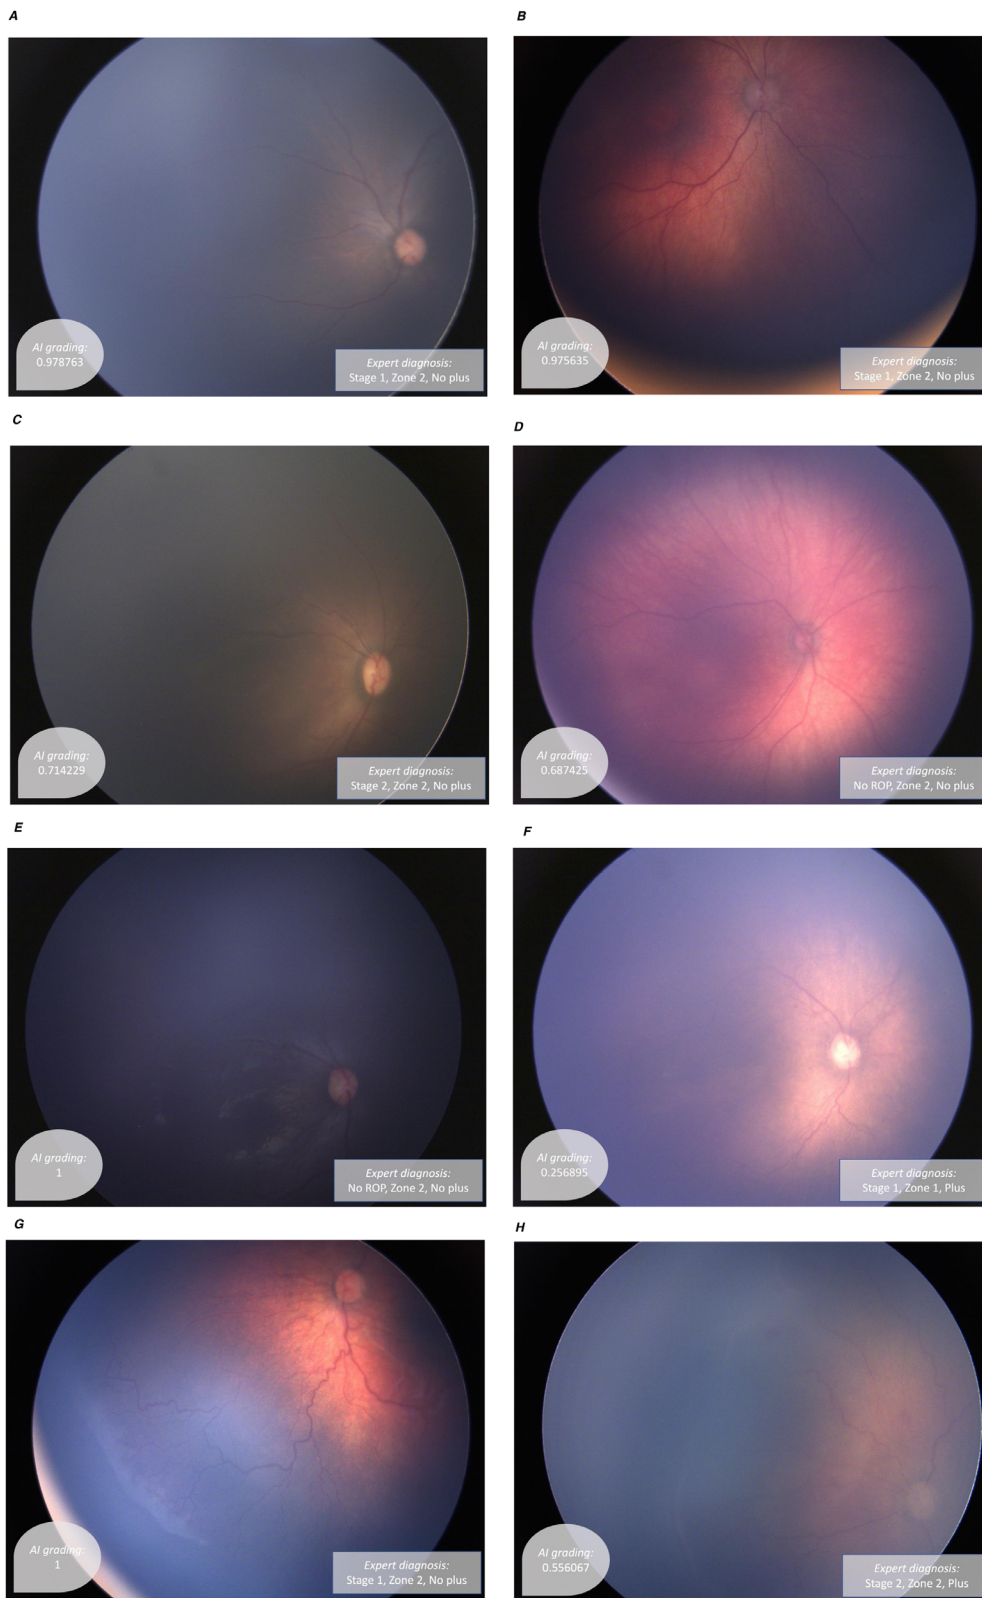 A
B
AI grading:
0.978763
Expert diagnosis:
Stage 1, Zone 2, No plus
AI grading:
0.975635
Expert diagnosis:
Stage 1, Zone 2, No plus
C
D
AI grading:
0.714229
Expert diagnosis:
Stage 2, Zone 2, No plus
AI grading:
0.687425
Expert diagnosis:
No ROP, Zone 2, No plus
E
F
AI grading:
1
Expert diagnosis:
No ROP, Zone 2, No plus
AI grading:
0.256895
Expert diagnosis:
Stage 1, Zone 1, Plus
G
H
AI grading:
1
Expert diagnosis:
Stage 1, Zone 2, No plus
AI grading:
0.556067
Expert diagnosis:
Stage 2, Zone 2, Plus